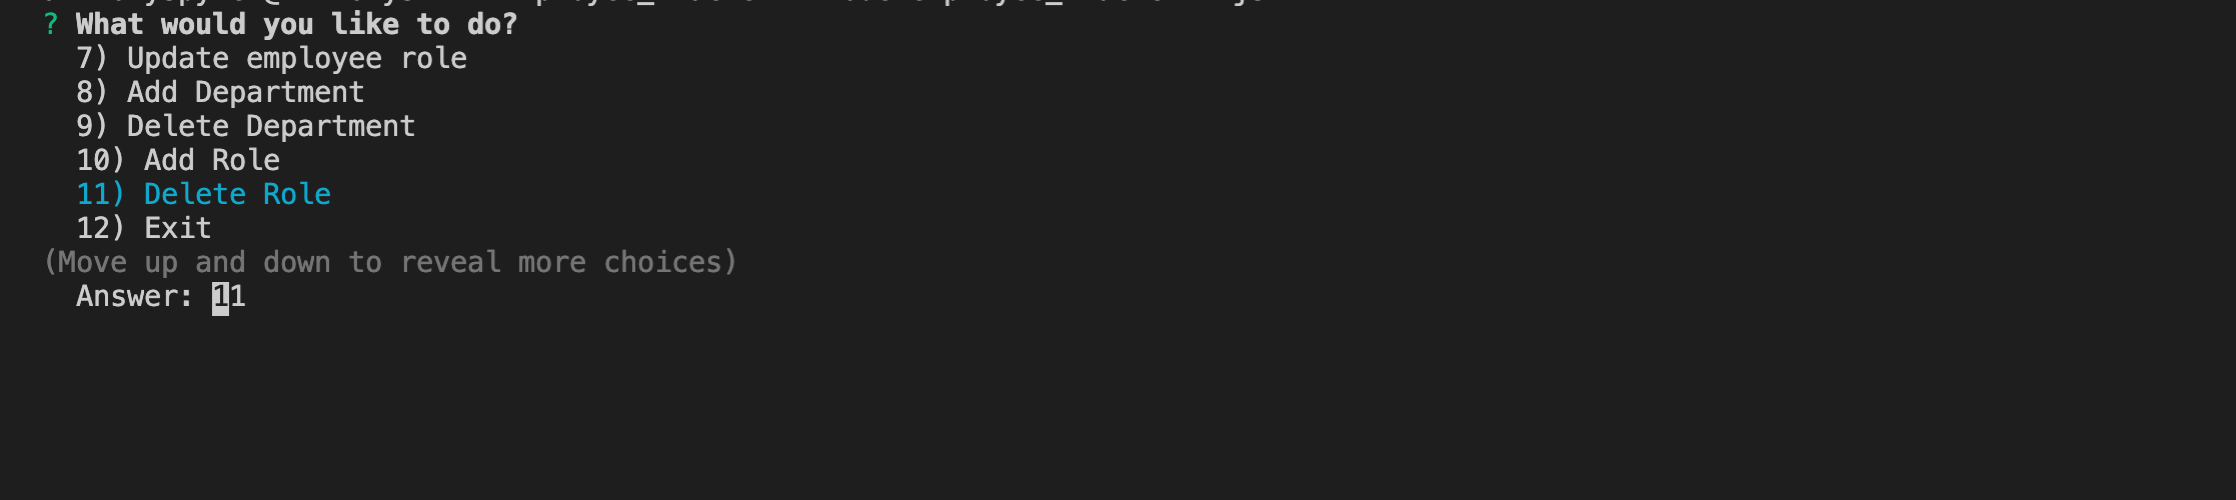 ? What would you like to do?
7) Update employee role
8) Add Department
9) Delete Department
10) Add Role
11) Delete Role
12) Exit
(Move up and down to reveal more choices)
Answer: 11